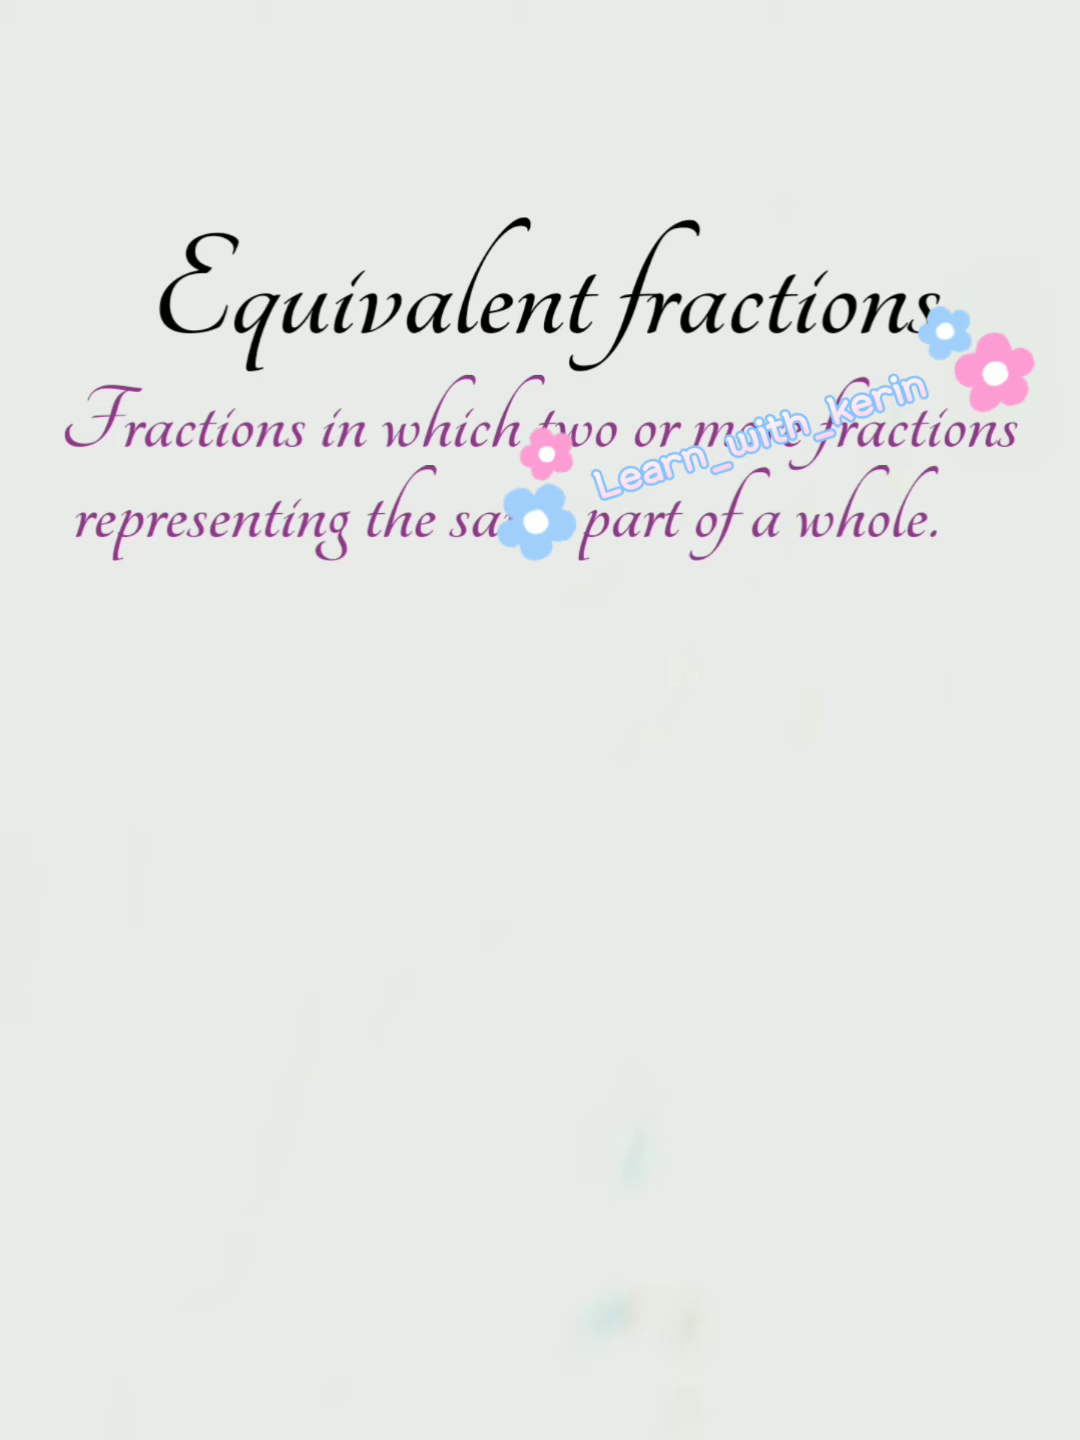 Equivalent fractions
Fractions in which two or more fractions
representing the same part of a whole.
Learn_with_kerin